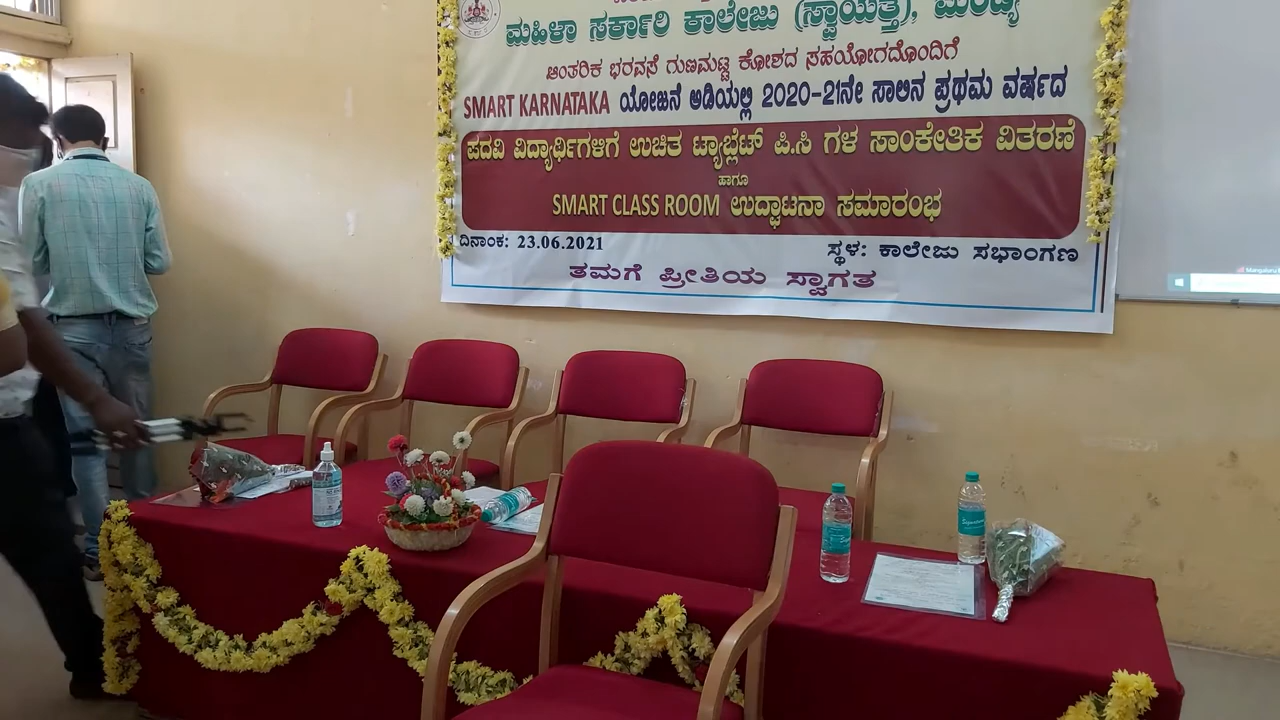 ಮಹಿಳಾ ಸರ್ಕಾರಿ ಕಾಲೇಜು (ಸ್ವಾಯತ್ತ), ಮಂಡ್ಯ
ಆಂತರಿಕ ಭರವಸೆ ಗುಣಮಟ್ಟ ಕೋಶದ ಸಹಯೋಗದೊಂದಿಗೆ
SMART KARNATAKA ಯೋಜನೆ ಅಡಿಯಲ್ಲಿ 2020-21ನೇ ಸಾಲಿನ ಪ್ರಥಮ ವರ್ಷದ
ಪದವಿ ವಿದ್ಯಾರ್ಥಿಗಳಿಗೆ ಉಚಿತ ಟ್ಯಾಬ್ಲೆಟ್ ಪಿ.ಸಿ ಗಳ ಸಾಂಕೇತಿಕ ವಿತರಣೆ
ಹಾಗೂ
SMART CLASS ROOM ಉದ್ಘಾಟನಾ ಸಮಾರಂಭ
ದಿನಾಂಕ: 23.06.2021 ಸ್ಥಳ: ಕಾಲೇಜು ಸಭಾಂಗಣ
ತಮಗೆ ಪ್ರೀತಿಯ ಸ್ವಾಗತ
Mangaluru